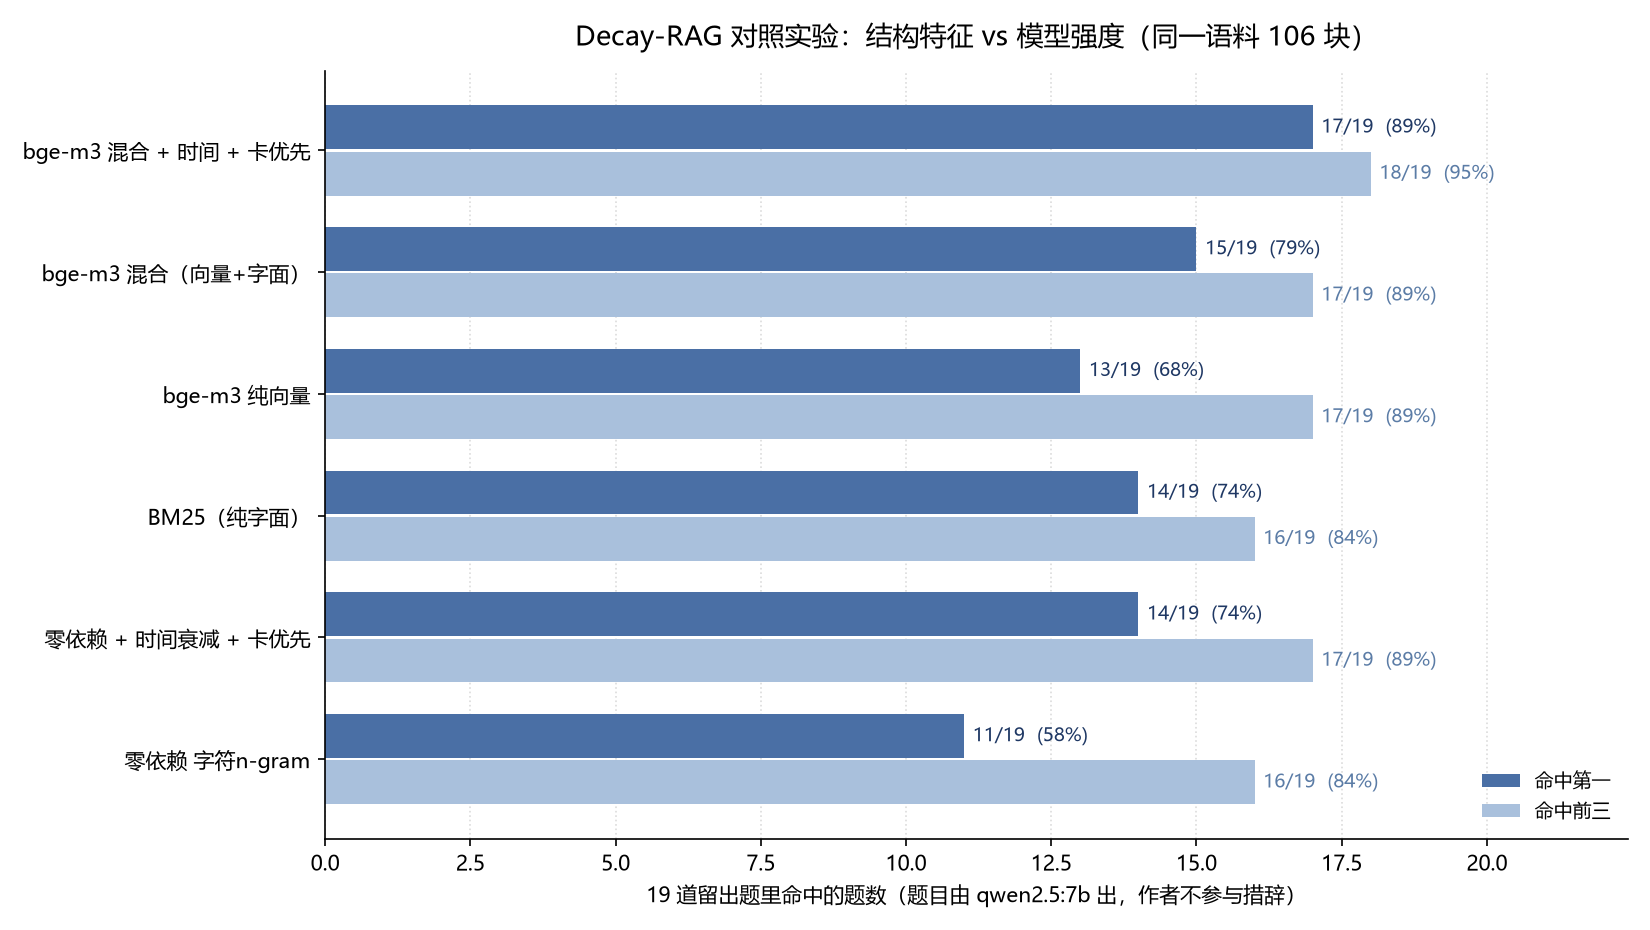 Decay-RAG 对照实验：结构特征 vs 模型强度（同一语料 106 块）
bge-m3 混合 + 时间 + 卡优先
17/19 (89%)
18/19 (95%)
bge-m3 混合（向量+字面）
15/19 (79%)
17/19 (89%)
bge-m3 纯向量
13/19 (68%)
17/19 (89%)
BM25（纯字面）
14/19 (74%)
16/19 (84%)
零依赖 + 时间衰减 + 卡优先
14/19 (74%)
17/19 (89%)
零依赖 字符n-gram
11/19 (58%)
16/19 (84%)
命中第一
命中前三
0.0 2.5 5.0 7.5 10.0 12.5 15.0 17.5 20.0
19 道留出题里命中的题数（题目由 qwen2.5:7b 出，作者不参与措辞）